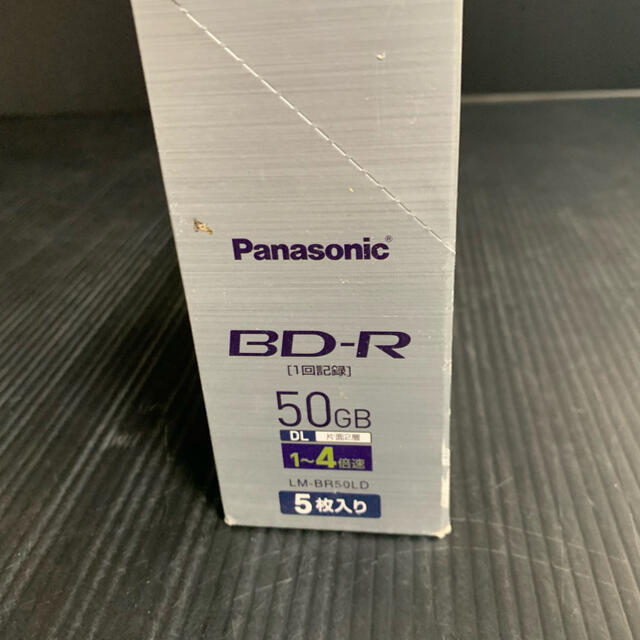 Panasonic®
BD-R
[1回記録]
50GB
DL 片面2層
1～4倍速
LM-BR50LD
5枚入り